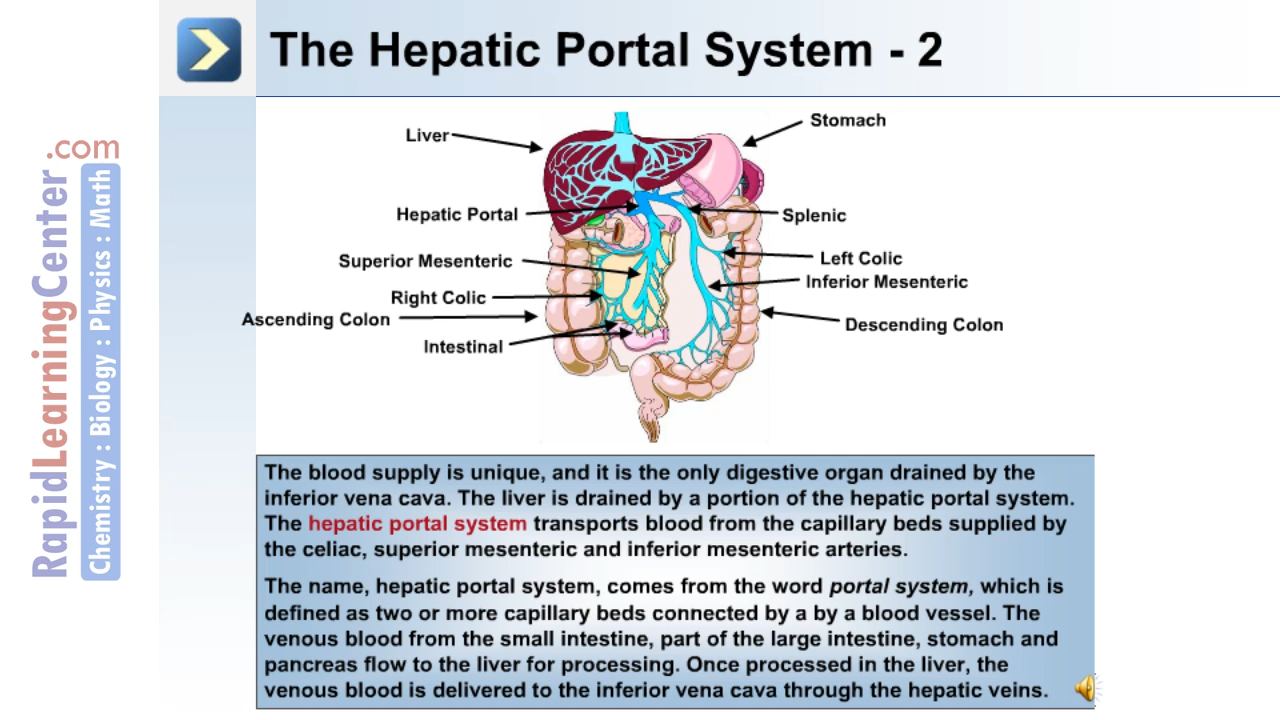 The Hepatic Portal System - 2
RapidLearningCenter.com
Chemistry : Biology : Physics : Math
Liver
Stomach
Hepatic Portal
Splenic
Superior Mesenteric
Left Colic
Inferior Mesenteric
Right Colic
Ascending Colon
Descending Colon
Intestinal
The blood supply is unique, and it is the only digestive organ drained by the
inferior vena cava. The liver is drained by a portion of the hepatic portal system.
The hepatic portal system transports blood from the capillary beds supplied by
the celiac, superior mesenteric and inferior mesenteric arteries.
The name, hepatic portal system, comes from the word portal system, which is
defined as two or more capillary beds connected by a by a blood vessel. The
venous blood from the small intestine, part of the large intestine, stomach and
pancreas flow to the liver for processing. Once processed in the liver, the
venous blood is delivered to the inferior vena cava through the hepatic veins.